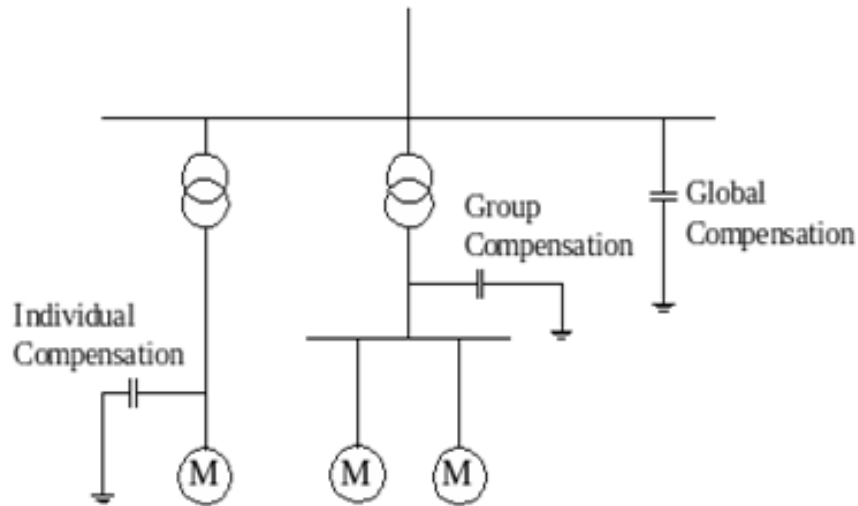 Group
Compensation
Global
Compensation
Individual
Compensation
M
M
M